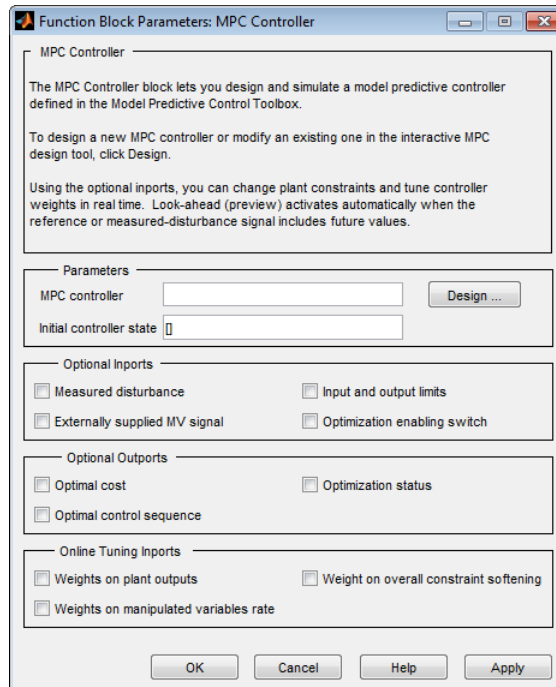 Function Block Parameters: MPC Controller
MPC Controller
The MPC Controller block lets you design and simulate a model predictive controller
defined in the Model Predictive Control Toolbox.
To design a new MPC controller or modify an existing one in the interactive MPC
design tool, click Design.
Using the optional inports, you can change plant constraints and tune controller
weights in real time.  Look-ahead (preview) activates automatically when the
reference or measured-disturbance signal includes future values.
Parameters
MPC controller
Design ...
Initial controller state []
Optional Inports
Measured disturbance
Input and output limits
Externally supplied MV signal
Optimization enabling switch
Optional Outports
Optimal cost
Optimization status
Optimal control sequence
Online Tuning Inports
Weights on plant outputs
Weight on overall constraint softening
Weights on manipulated variables rate
OK
Cancel
Help
Apply